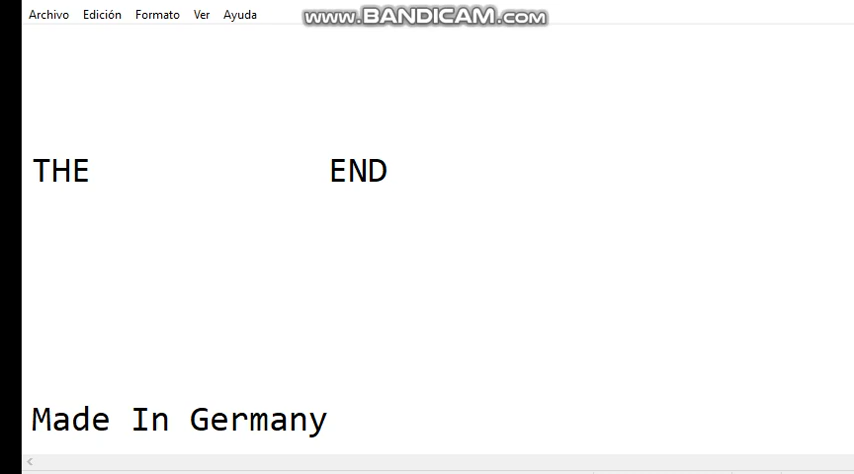 Archivo Edición Formato Ver Ayuda
www.BANDICAM.com
THE END
Made In Germany